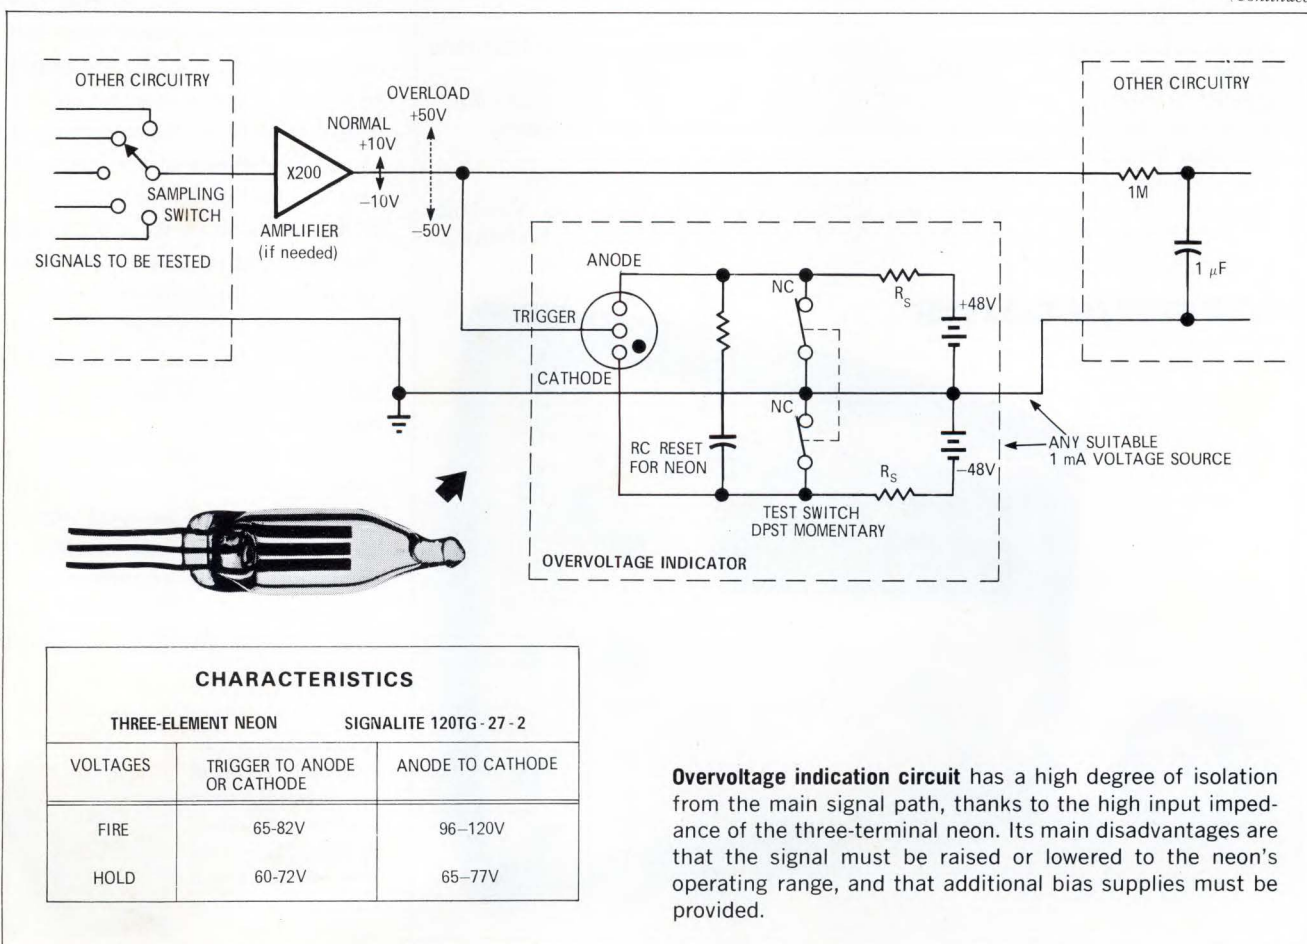 OTHER CIRCUITRY
SAMPLING
SWITCH
SIGNALS TO BE TESTED
X200
AMPLIFIER
(if needed)
NORMAL
+10V
−10V
OVERLOAD
+50V
−50V
OTHER CIRCUITRY
1M
1 μF
ANODE
TRIGGER
CATHODE
RC RESET
FOR NEON
NC
NC
RS
+48V
RS
−48V
TEST SWITCH
DPST MOMENTARY
OVERVOLTAGE INDICATOR
ANY SUITABLE
1 mA VOLTAGE SOURCE
CHARACTERISTICS
THREE-ELEMENT NEON SIGNALITE 120TG-27-2
VOLTAGES TRIGGER TO ANODE OR CATHODE ANODE TO CATHODE
FIRE 65-82V 96–120V
HOLD 60-72V 65–77V
Overvoltage indication circuit has a high degree of isolation
from the main signal path, thanks to the high input imped-
ance of the three-terminal neon. Its main disadvantages are
that the signal must be raised or lowered to the neon's
operating range, and that additional bias supplies must be
provided.